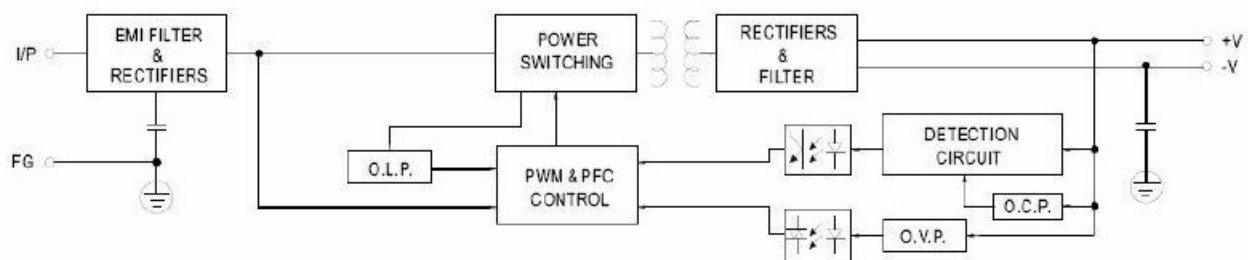 I/P
EMI FILTER
&
RECTIFIERS
POWER
SWITCHING
RECTIFIERS
&
FILTER
+V
-V
FG
O.L.P.
PWM & PFC
CONTROL
DETECTION
CIRCUIT
O.C.P.
O.V.P.